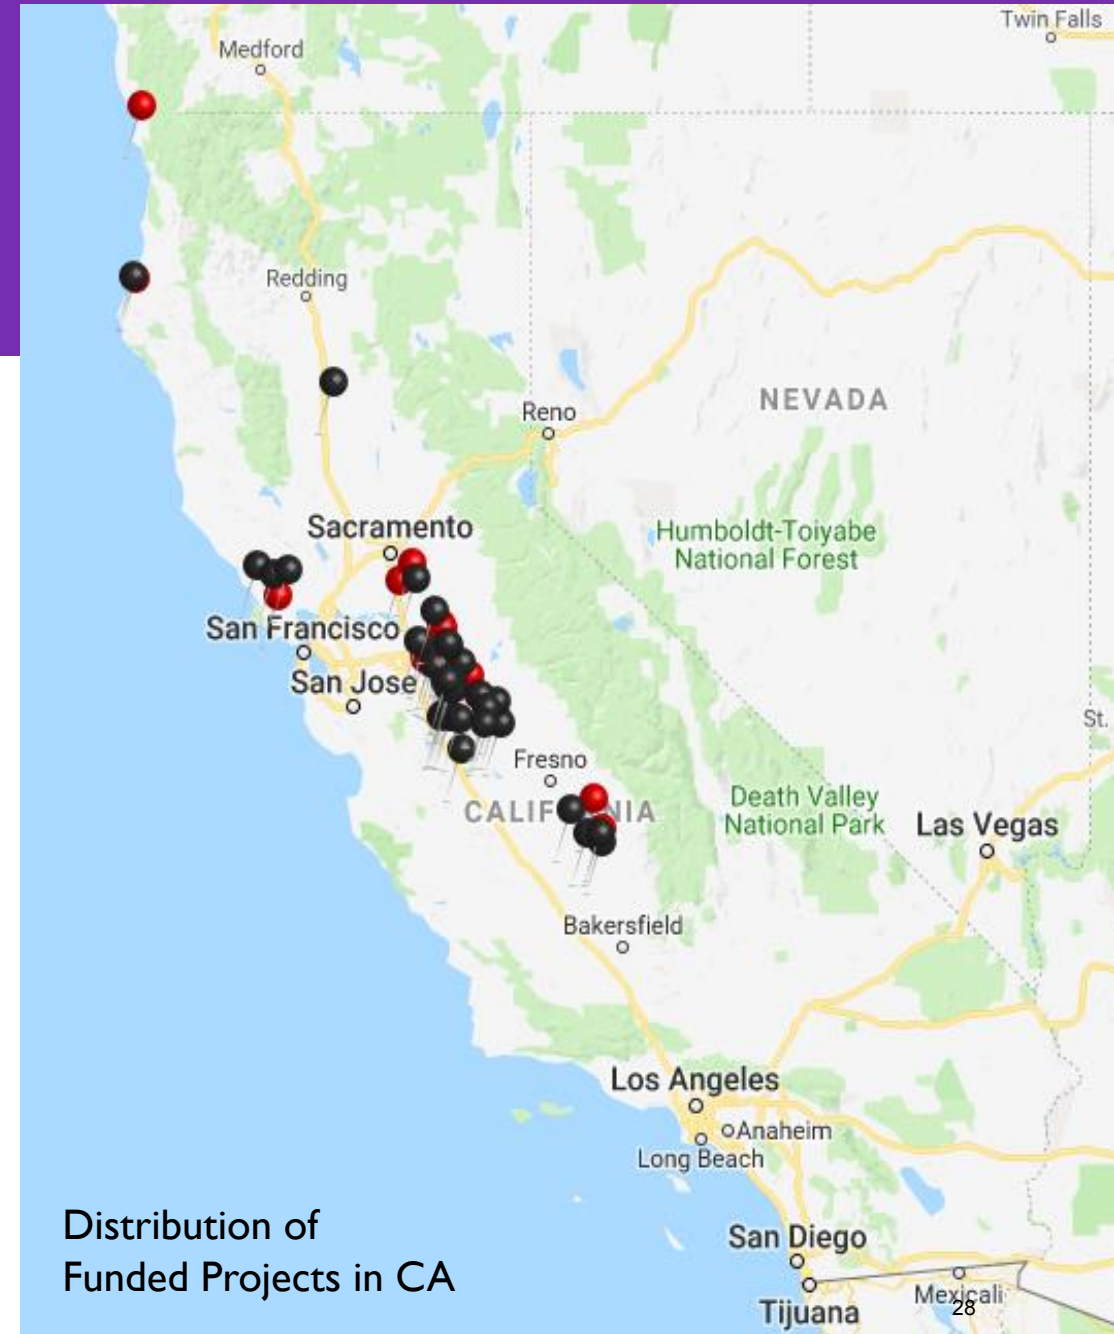 Twin Falls
Medford
Redding
Reno
NEVADA
Sacramento
Humboldt-Toiyabe
National Forest
San Francisco
San Jose
St.
Fresno
CALIF NIA
Death Valley
National Park
Las Vegas
Bakersfield
Los Angeles
Anaheim
Long Beach
Distribution of
Funded Projects in CA
San Diego
Mexicali
28
Tijuana